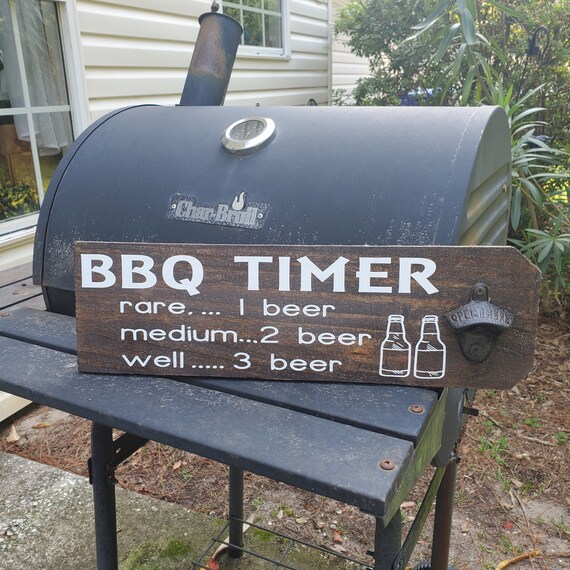 Char-Broil
BBQ TIMER
rare. ... 1 beer
medium...2 beer
well ..... 3 beer
OPEN HERE